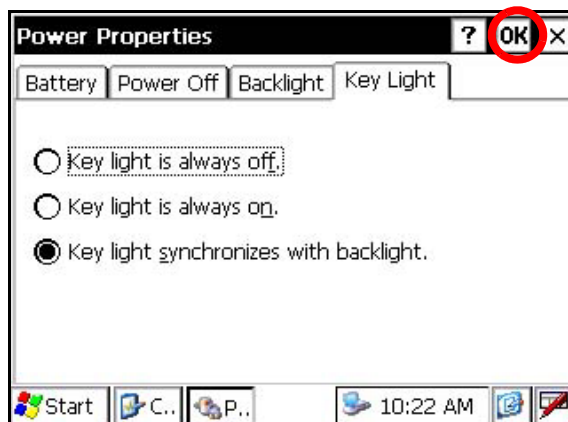 Power Properties ? OK ×
Battery Power Off Backlight Key Light
Key light is always off.
Key light is always on.
Key light synchronizes with backlight.
Start C.. P.. 10:22 AM